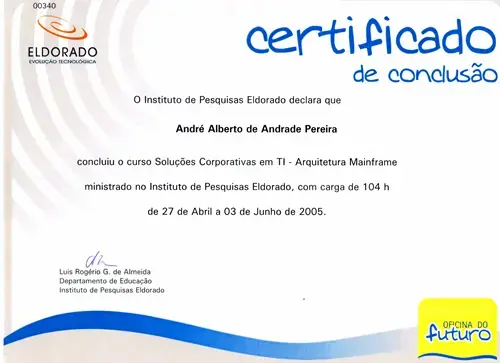 00340
ELDORADO
EVOLUÇÃO TECNOLÓGICA
certificado
de conclusão
O Instituto de Pesquisas Eldorado declara que
André Alberto de Andrade Pereira
concluiu o curso Soluções Corporativas em TI - Arquitetura Mainframe
ministrado no Instituto de Pesquisas Eldorado, com carga de 104 h
de 27 de Abril a 03 de Junho de 2005.
Luis Rogério G. de Almeida
Departamento de Educação
Instituto de Pesquisas Eldorado
OFICINA DO
futuro